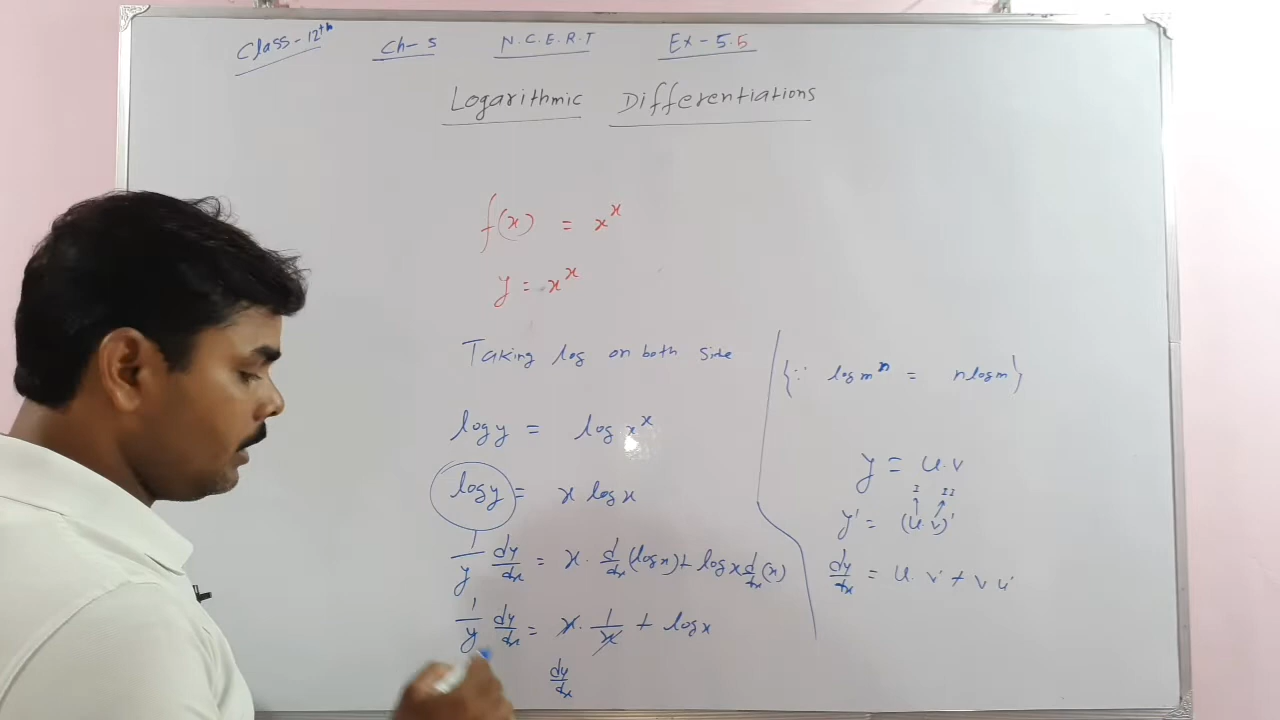 Class-12th Ch-5 N.C.E.R.T Ex-5.5
Logarithmic Differentiations
f(x) = x^x
y = x^x
Taking log on both side
{∵ log m^n = n log m}
log y = log x^x
log y = x log x
1/y dy/dx = x. d/dx (log x) + log x d/dx (x)
1/y dy/dx = x. 1/x + log x
dy/dx
y = u.v
I II
y' = (u.v)'
dy/dx = u. v' + v u'